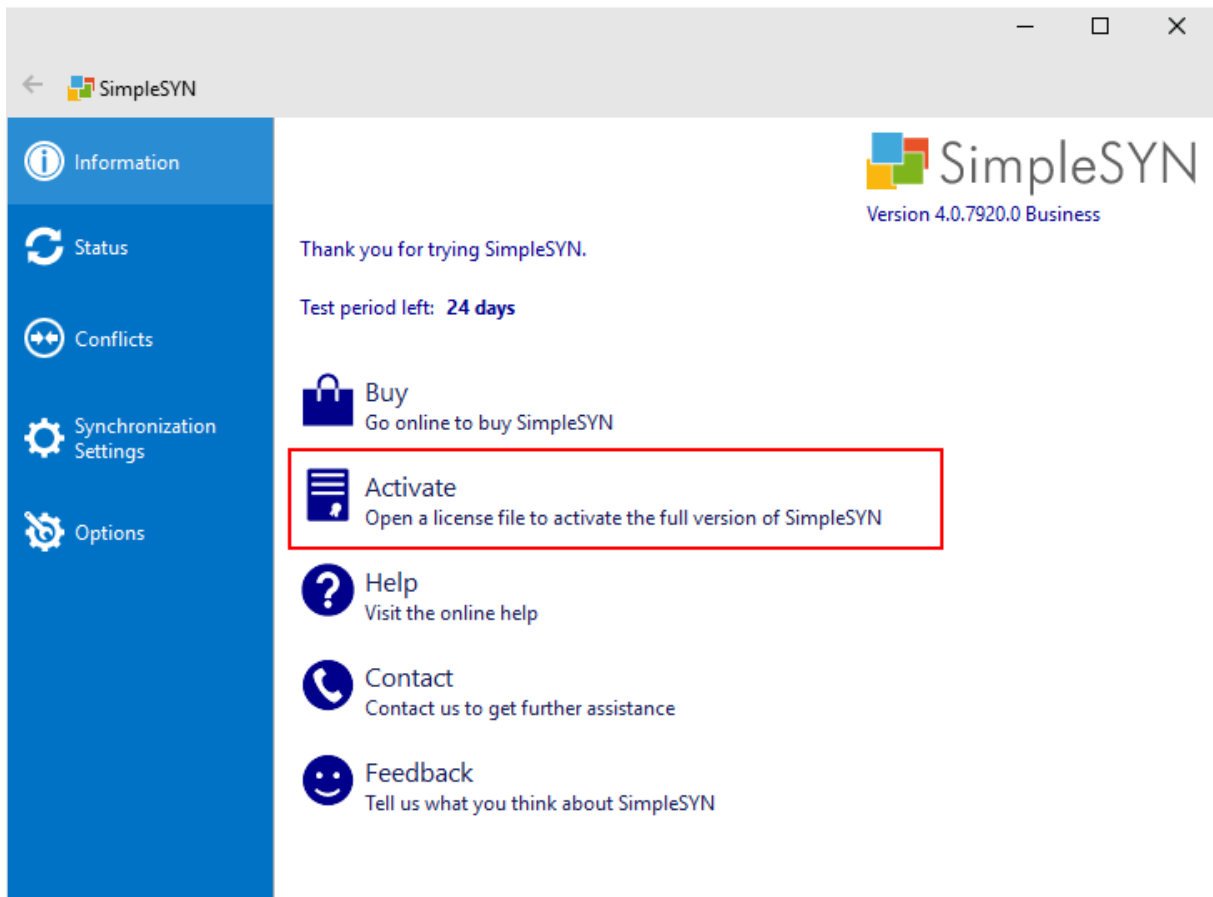 SimpleSYN
Information
Status
Conflicts
Synchronization
Settings
Options
SimpleSYN
Version 4.0.7920.0 Business
Thank you for trying SimpleSYN.
Test period left: 24 days
Buy
Go online to buy SimpleSYN
Activate
Open a license file to activate the full version of SimpleSYN
Help
Visit the online help
Contact
Contact us to get further assistance
Feedback
Tell us what you think about SimpleSYN